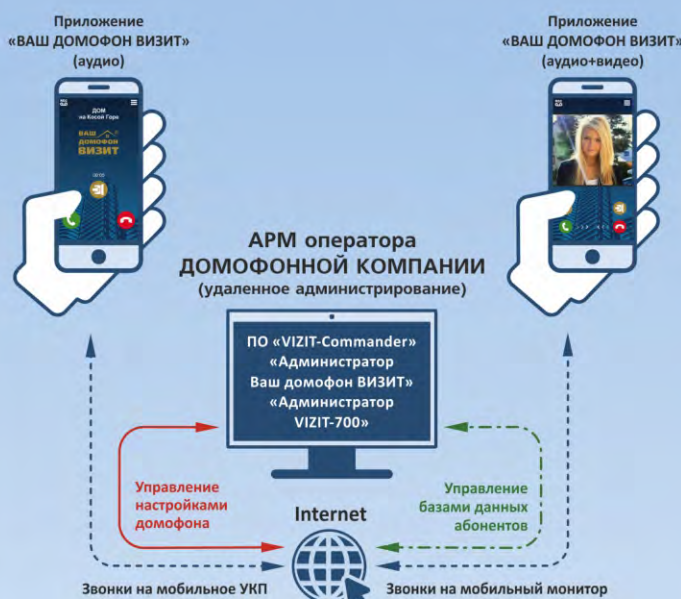 Приложение
«ВАШ ДОМОФОН ВИЗИТ»
(аудио)
Приложение
«ВАШ ДОМОФОН ВИЗИТ»
(аудио+видео)
ДОМ
на Косой Горе
ВАШ
ДОМОФОН
ВИЗИТ
АРМ оператора
ДОМОФОННОЙ КОМПАНИИ
(удаленное администрирование)
ПО «VIZIT-Commander»
«Администратор
Ваш домофон ВИЗИТ»
«Администратор
VIZIT-700»
Управление
настройками
домофона
Управление
базами данных
абонентов
Internet
Звонки на мобильное УКП
Звонки на мобильный монитор